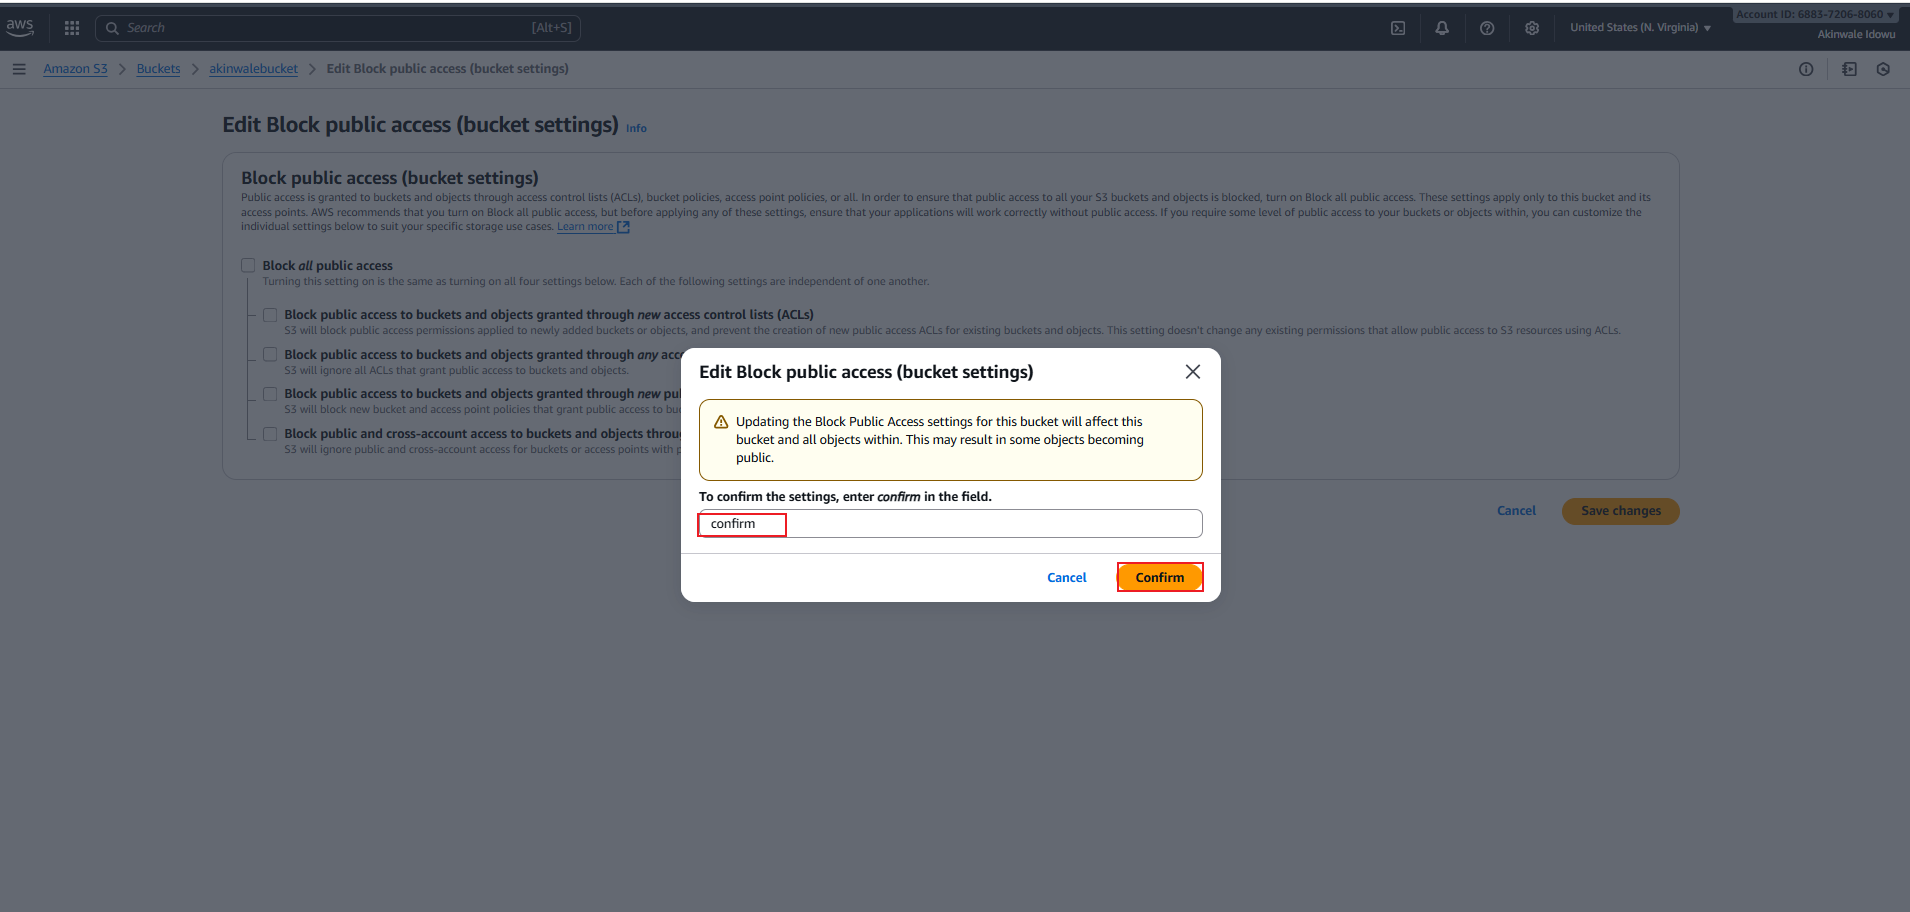 aws
Search [Alt+S]
United States (N. Virginia)
Account ID: 6883-7206-8060
Akinwale Idowu
Amazon S3 > Buckets > akinwalebucket > Edit Block public access (bucket settings)
Edit Block public access (bucket settings) Info
Block public access (bucket settings)
Public access is granted to buckets and objects through access control lists (ACLs), bucket policies, access point policies, or all. In order to ensure that public access to all your S3 buckets and objects is blocked, turn on Block all public access. These settings apply only to this bucket and its
access points. AWS recommends that you turn on Block all public access, but before applying any of these settings, ensure that your applications will work correctly without public access. If you require some level of public access to your buckets or objects within, you can customize the
individual settings below to suit your specific storage use cases. Learn more
Block all public access
Turning this setting on is the same as turning on all four settings below. Each of the following settings are independent of one another.
Block public access to buckets and objects granted through new access control lists (ACLs)
S3 will block public access permissions applied to newly added buckets or objects, and prevent the creation of new public access ACLs for existing buckets and objects. This setting doesn't change any existing permissions that allow public access to S3 resources using ACLs.
Block public access to buckets and objects granted through any acc
S3 will ignore all ACLs that grant public access to buckets and objects.
Block public access to buckets and objects granted through new pu
S3 will block new bucket and access point policies that grant public access to bu
Block public and cross-account access to buckets and objects throu
S3 will ignore public and cross-account access for buckets or access points with p
Cancel Save changes
Edit Block public access (bucket settings)
Updating the Block Public Access settings for this bucket will affect this
bucket and all objects within. This may result in some objects becoming
public.
To confirm the settings, enter confirm in the field.
confirm
Cancel Confirm